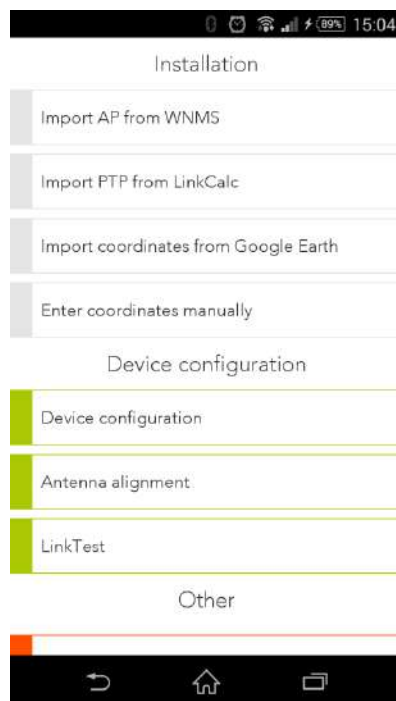 89% 15:04
Installation
Import AP from WNMS
Import PTP from LinkCalc
Import coordinates from Google Earth
Enter coordinates manually
Device configuration
Device configuration
Antenna alignment
LinkTest
Other